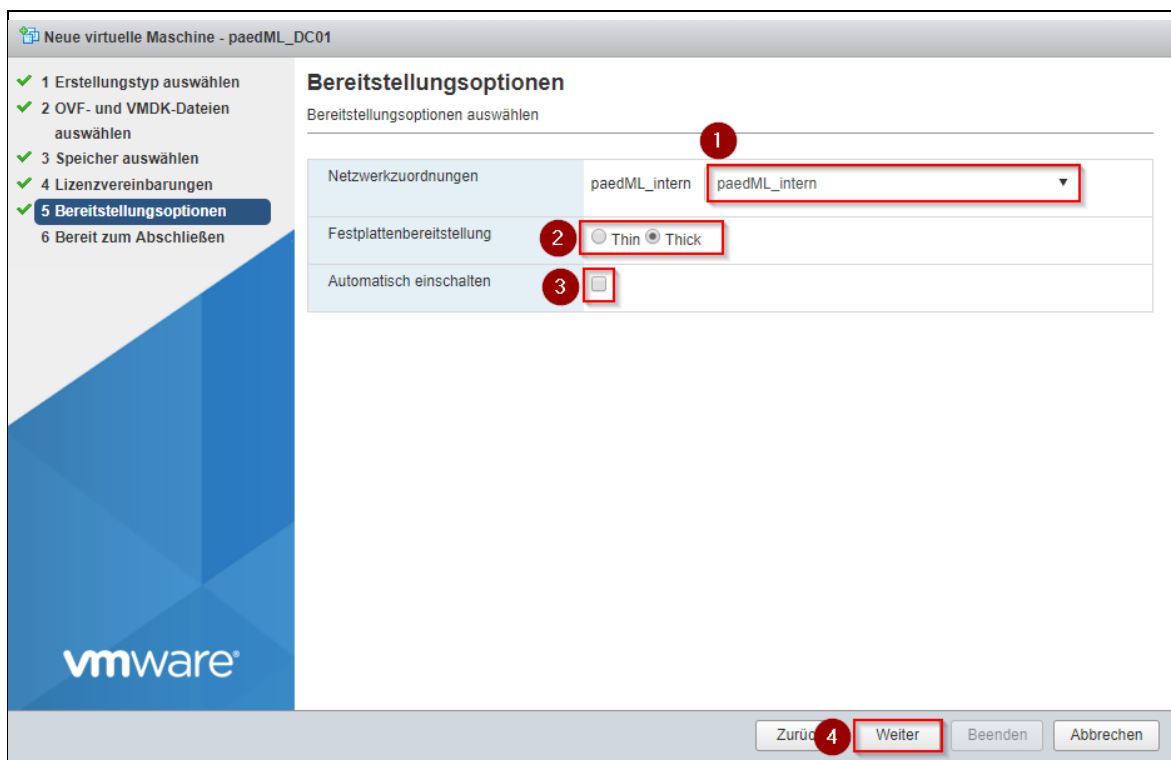 Neue virtuelle Maschine - paedML_DC01
1 Erstellungstyp auswählen
2 OVF- und VMDK-Dateien
auswählen
3 Speicher auswählen
4 Lizenzvereinbarungen
5 Bereitstellungsoptionen
6 Bereit zum Abschließen
vmware®
Bereitstellungsoptionen
Bereitstellungsoptionen auswählen
1
Netzwerkzuordnungen paedML_intern paedML_intern
Festplattenbereitstellung 2 Thin Thick
Automatisch einschalten 3
Zurüc 4 Weiter Beenden Abbrechen